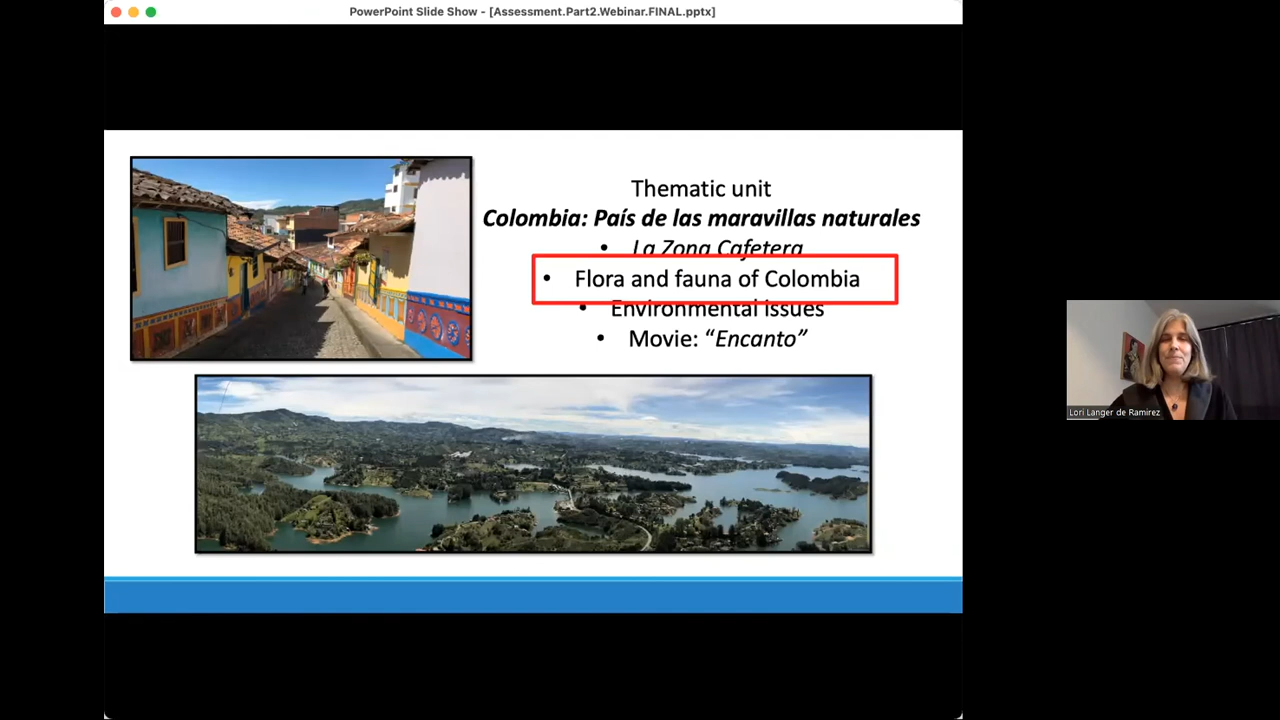 PowerPoint Slide Show - [Assessment.Part2.Webinar.FINAL.pptx]
Thematic unit
Colombia: País de las maravillas naturales
• La Zona Cafetera
• Flora and fauna of Colombia
• Environmental issues
• Movie: “Encanto”
Lori Langer de Ramirez